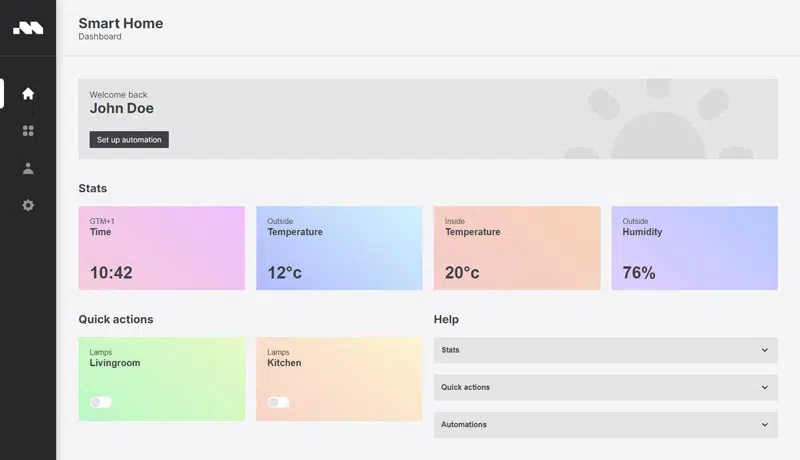 Smart Home
Dashboard
Welcome back
John Doe
Set up automation
Stats
GTM+1
Time
10:42
Outside
Temperature
12°c
Inside
Temperature
20°c
Outside
Humidity
76%
Quick actions
Lamps
Livingroom
Lamps
Kitchen
Help
Stats
Quick actions
Automations